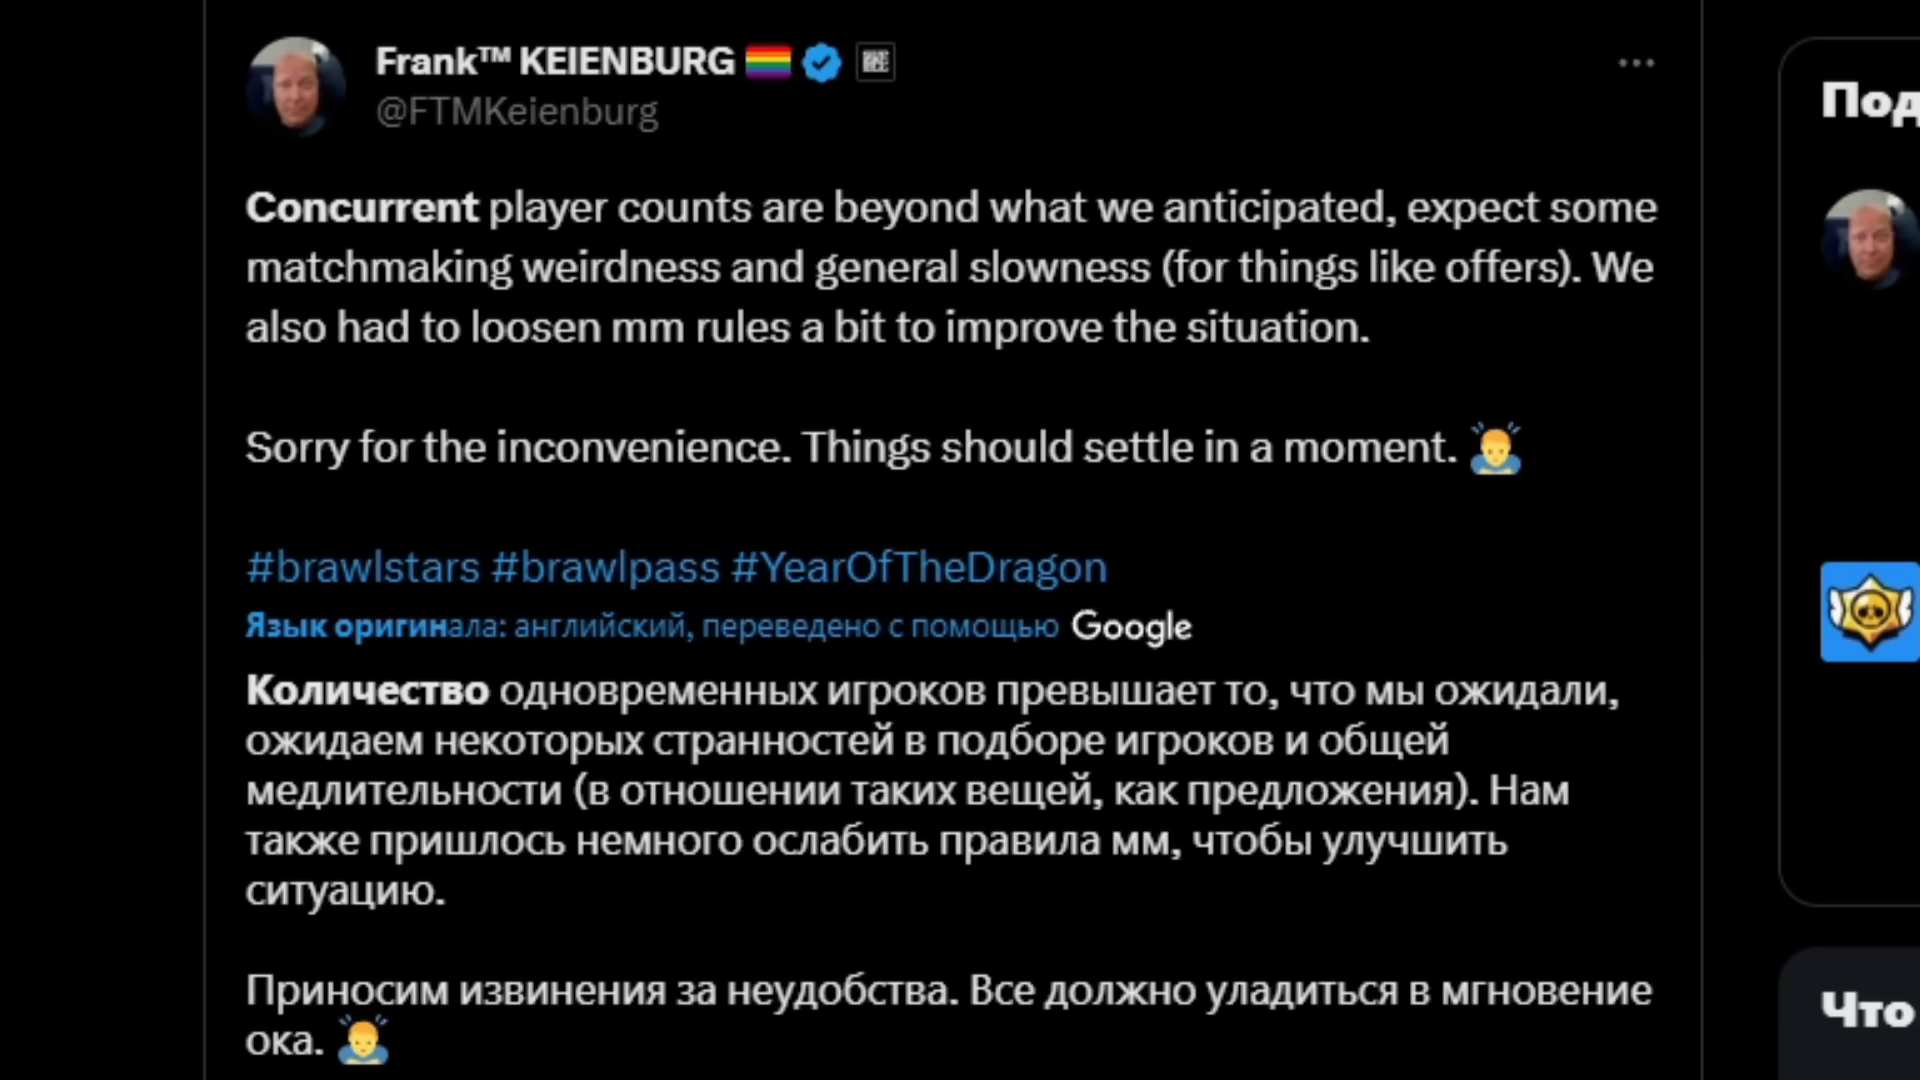 Frank™ KEIENBURG
@FTMKeienburg
Под
Concurrent player counts are beyond what we anticipated, expect some
matchmaking weirdness and general slowness (for things like offers). We
also had to loosen mm rules a bit to improve the situation.
Sorry for the inconvenience. Things should settle in a moment.
#brawlstars #brawlpass #YearOfTheDragon
Язык оригинала: английский, переведено с помощью Google
Количество одновременных игроков превышает то, что мы ожидали,
ожидаем некоторых странностей в подборе игроков и общей
медлительности (в отношении таких вещей, как предложения). Нам
также пришлось немного ослабить правила мм, чтобы улучшить
ситуацию.
Приносим извинения за неудобства. Все должно уладиться в мгновение
ока.
Что